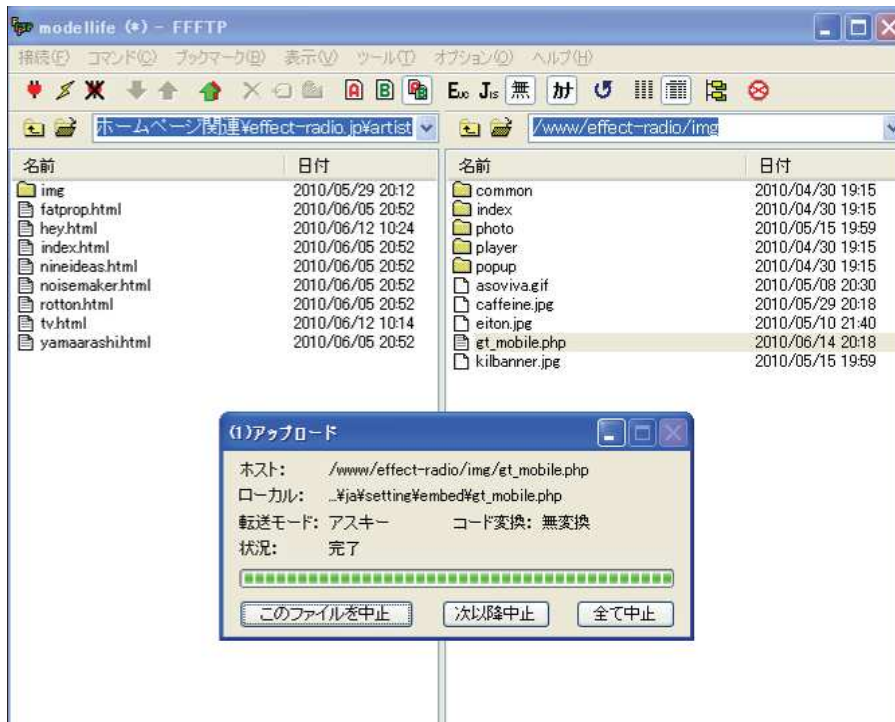 modellife (*) - FFFTP
接続(F) コマンド(C) ブックマーク(B) 表示(V) ツール(T) オプション(O) ヘルプ(H)
A B Euc Jis 無 カナ
ホームページ関連¥effect-radio.jp¥artist
/www/effect-radio/img
名前 日付
img 2010/05/29 20:12
fatprop.html 2010/06/05 20:52
hey.html 2010/06/12 10:24
index.html 2010/06/05 20:52
nineideas.html 2010/06/05 20:52
noisemaker.html 2010/06/05 20:52
rotton.html 2010/06/05 20:52
tv.html 2010/06/12 10:14
yamaarashi.html 2010/06/05 20:52
名前 日付
common 2010/04/30 19:15
index 2010/04/30 19:15
photo 2010/05/15 19:59
player 2010/04/30 19:15
popup 2010/04/30 19:15
asoviva.gif 2010/05/08 20:30
caffeine.jpg 2010/05/29 20:18
eiton.jpg 2010/05/10 21:40
gt_mobile.php 2010/06/14 20:18
kilbanner.jpg 2010/05/15 19:59
(1)アップロード
ホスト: /www/effect-radio/img/gt_mobile.php
ローカル: ...¥ja¥setting¥embed¥gt_mobile.php
転送モード: アスキー コード変換: 無変換
状況: 完了
このファイルを中止 次以降中止 全て中止